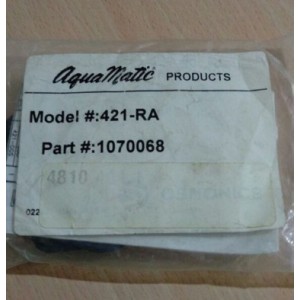 AquaMatic PRODUCTS
Model #:421-RA
Part #:1070068
4810
022